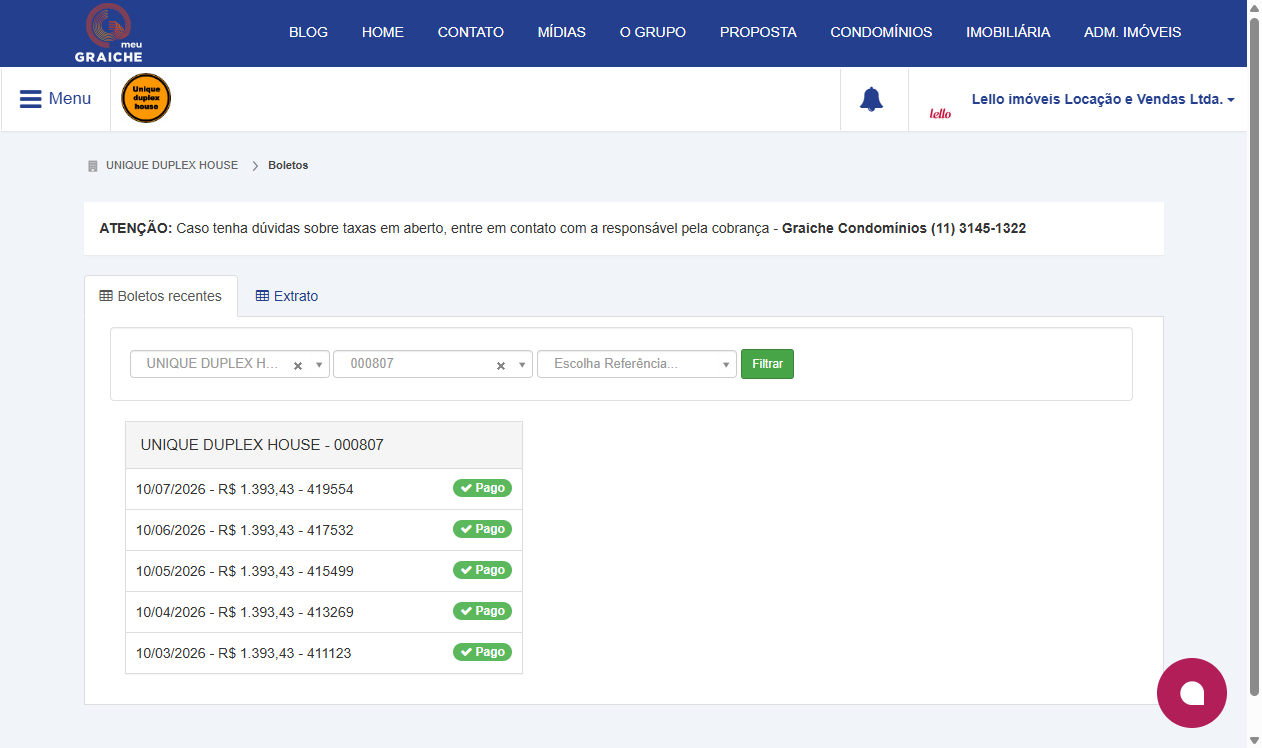 meu
GRAICHE
BLOG HOME CONTATO MÍDIAS O GRUPO PROPOSTA CONDOMÍNIOS IMOBILIÁRIA ADM. IMÓVEIS
Menu
Unique
duplex
house
lello
Lello imóveis Locação e Vendas Ltda.
UNIQUE DUPLEX HOUSE Boletos
ATENÇÃO: Caso tenha dúvidas sobre taxas em aberto, entre em contato com a responsável pela cobrança - Graiche Condomínios (11) 3145-1322
Boletos recentes Extrato
UNIQUE DUPLEX H... × 000807 × Escolha Referência... Filtrar
UNIQUE DUPLEX HOUSE - 000807
10/07/2026 - R$ 1.393,43 - 419554 Pago
10/06/2026 - R$ 1.393,43 - 417532 Pago
10/05/2026 - R$ 1.393,43 - 415499 Pago
10/04/2026 - R$ 1.393,43 - 413269 Pago
10/03/2026 - R$ 1.393,43 - 411123 Pago